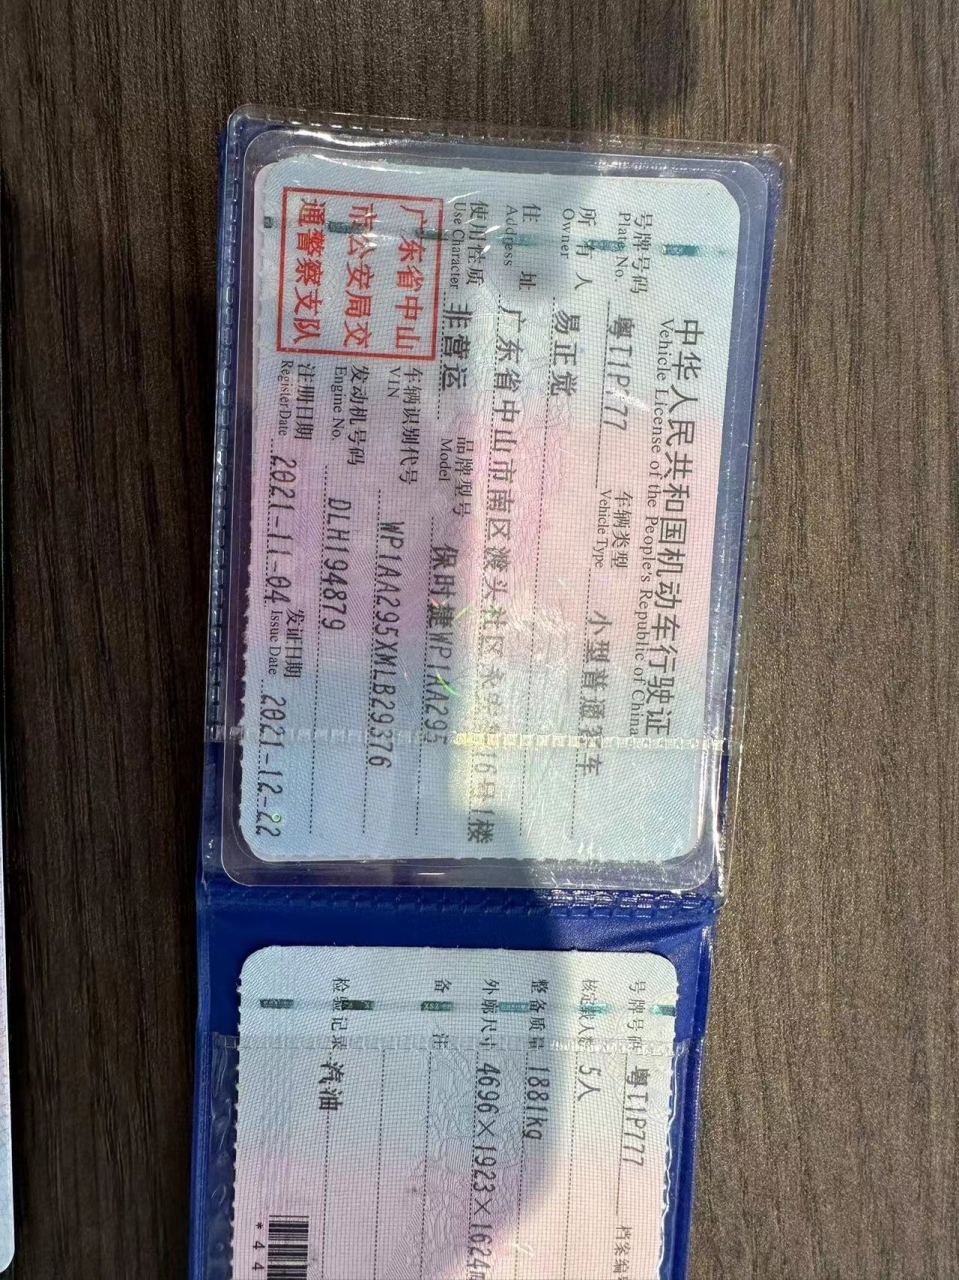 中华人民共和国机动车行驶证
Vehicle License of the People's Republic of China
号牌号码 粤T1P777 车辆类型 小型普通客车
Plate No. Vehicle Type
所有人 易正觉
Owner
住址 广东省中山市南区渡头社区 16号1楼
Address
使用性质 非营运 品牌型号 保时捷WP1AA295
Use Character Model
广东省中山
市公安局交
通警察支队
车辆识别代号 WP1AA295XMLB29376
VIN
发动机号码 DLH194879
Engine No.
注册日期 2021-11-04 发证日期 2021-12-22
Register Date Issue Date
号牌号码 粤T1P777 档案编号
核定载人数 5人
整备质量 1881kg
外廓尺寸 4696×1923×1624
备注
检验记录 汽油
*44